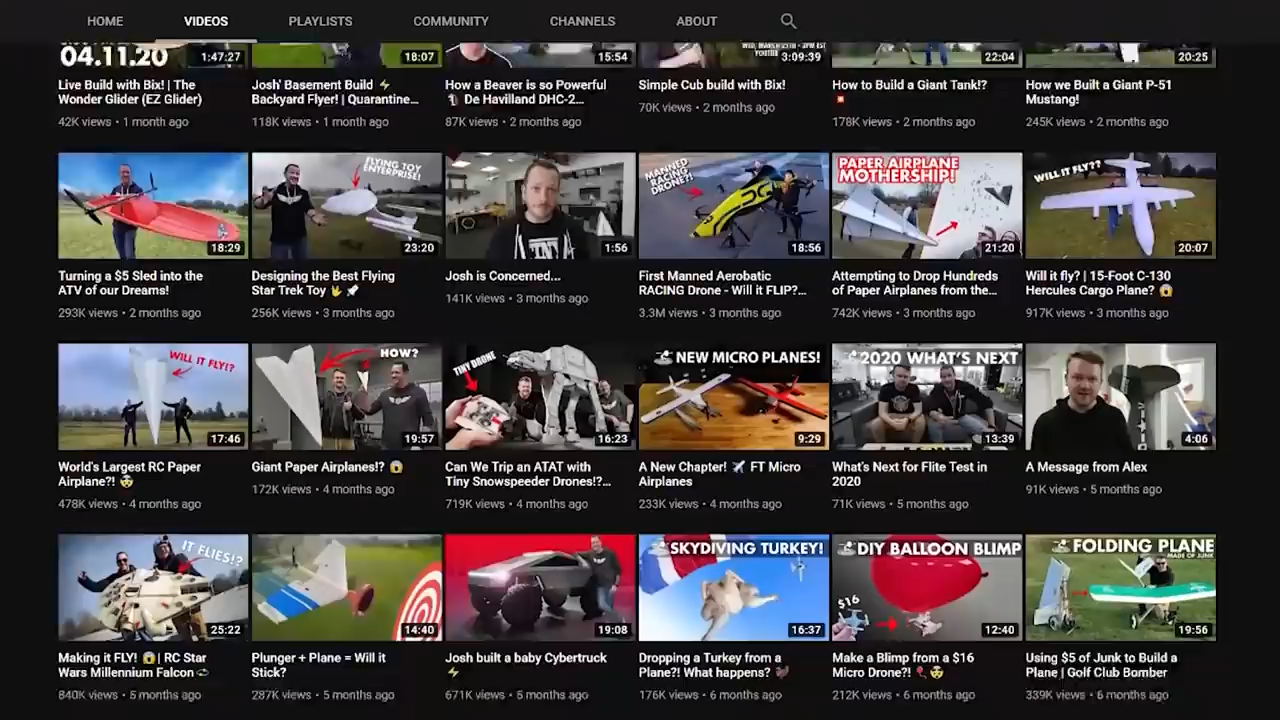 HOME VIDEOS PLAYLISTS COMMUNITY CHANNELS ABOUT
04.11.20
1:47:27
18:07
15:54
3:09:39
22:04
20:25
Live Build with Bix! | The
Wonder Glider (EZ Glider)
42K views • 1 month ago
Josh' Basement Build ⚡
Backyard Flyer! | Quarantine...
118K views • 1 month ago
How a Beaver is so Powerful
De Havilland DHC-2...
87K views • 2 months ago
Simple Cub build with Bix!
70K views • 2 months ago
How to Build a Giant Tank!?
178K views • 2 months ago
How we Built a Giant P-51
Mustang!
245K views • 2 months ago
18:29
FLYING TOY
ENTERPRISE!
23:20
1:56
MANNED
RACING
DRONE?!
18:56
PAPER AIRPLANE
MOTHERSHIP!
21:20
WILL IT FLY??
20:07
Turning a $5 Sled into the
ATV of our Dreams!
293K views • 2 months ago
Designing the Best Flying
Star Trek Toy 🖖 🚀
256K views • 3 months ago
Josh is Concerned...
141K views • 3 months ago
First Manned Aerobatic
RACING Drone - Will it FLIP?...
3.3M views • 3 months ago
Attempting to Drop Hundreds
of Paper Airplanes from the...
742K views • 3 months ago
Will it fly? | 15-Foot C-130
Hercules Cargo Plane? 😱
917K views • 3 months ago
WILL IT FLY!?
17:46
HOW?
19:57
TINY DRONE
16:23
NEW MICRO PLANES!
9:29
2020 WHAT'S NEXT
13:39
4:06
World's Largest RC Paper
Airplane?! 😲
478K views • 4 months ago
Giant Paper Airplanes!? 😱
172K views • 4 months ago
Can We Trip an ATAT with
Tiny Snowspeeder Drones!?...
719K views • 4 months ago
A New Chapter! ✈ FT Micro
Airplanes
233K views • 4 months ago
What's Next for Flite Test in
2020
71K views • 5 months ago
A Message from Alex
91K views • 5 months ago
IT FLIES!?
25:22
14:40
19:08
SKYDIVING TURKEY!
16:37
DIY BALLOON BLIMP
$16
12:40
FOLDING PLANE
MADE OF JUNK
19:56
Making it FLY! 😱 | RC Star
Wars Millennium Falcon
840K views • 5 months ago
Plunger + Plane = Will it
Stick?
287K views • 5 months ago
Josh built a baby Cybertruck
⚡
671K views • 5 months ago
Dropping a Turkey from a
Plane?! What happens? 🦃
176K views • 6 months ago
Make a Blimp from a $16
Micro Drone?! 🎈 😲
212K views • 6 months ago
Using $5 of Junk to Build a
Plane | Golf Club Bomber
339K views • 6 months ago